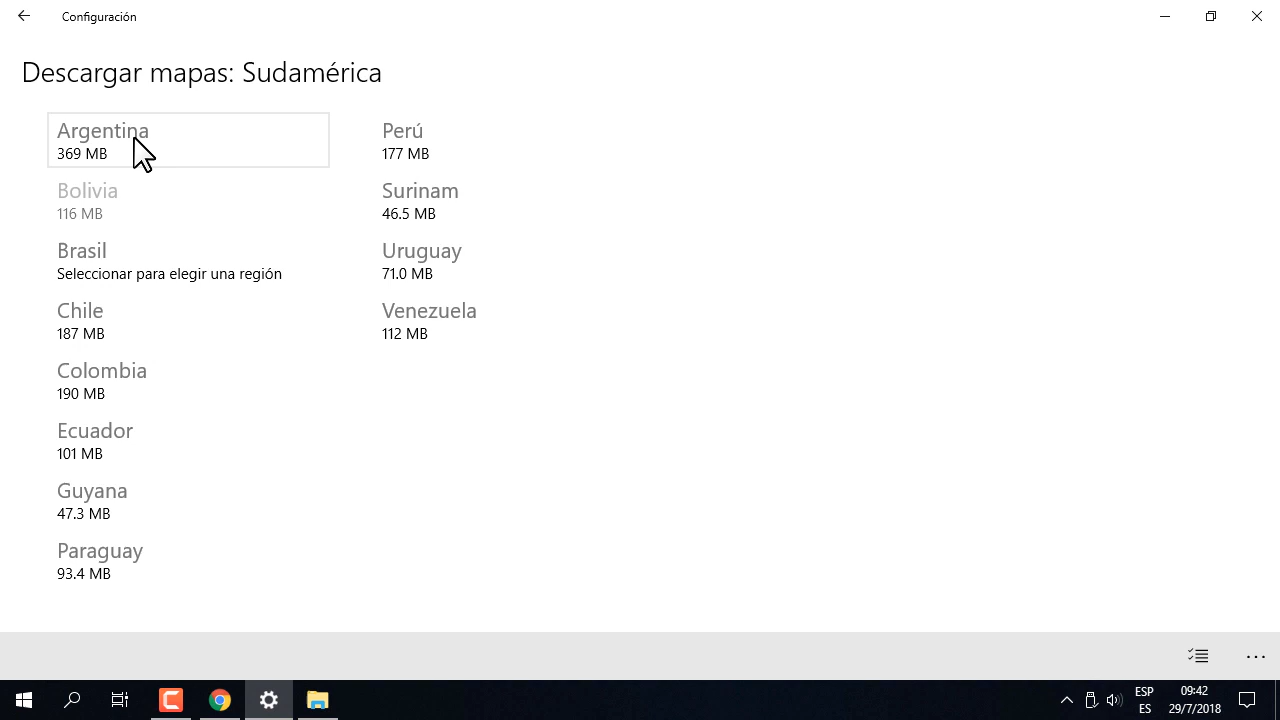 Configuración
Descargar mapas: Sudamérica
Argentina
369 MB
Bolivia
116 MB
Brasil
Seleccionar para elegir una región
Chile
187 MB
Colombia
190 MB
Ecuador
101 MB
Guyana
47.3 MB
Paraguay
93.4 MB
Perú
177 MB
Surinam
46.5 MB
Uruguay
71.0 MB
Venezuela
112 MB
ESP
ES
09:42
29/7/2018